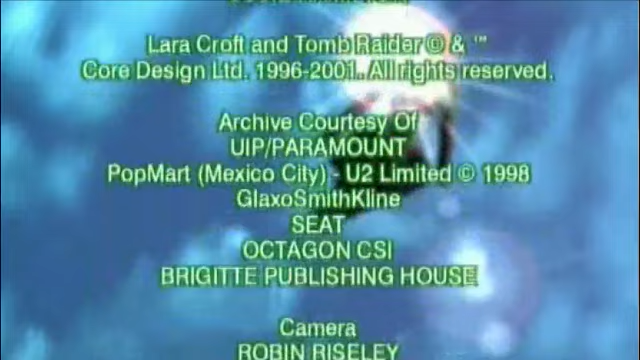 Lara Croft and Tomb Raider © & ™
Core Design Ltd. 1996-2001. All rights reserved.
Archive Courtesy Of
UIP/PARAMOUNT
PopMart (Mexico City) - U2 Limited © 1998
GlaxoSmithKline
SEAT
OCTAGON CSI
BRIGITTE PUBLISHING HOUSE
Camera
ROBIN RISELEY